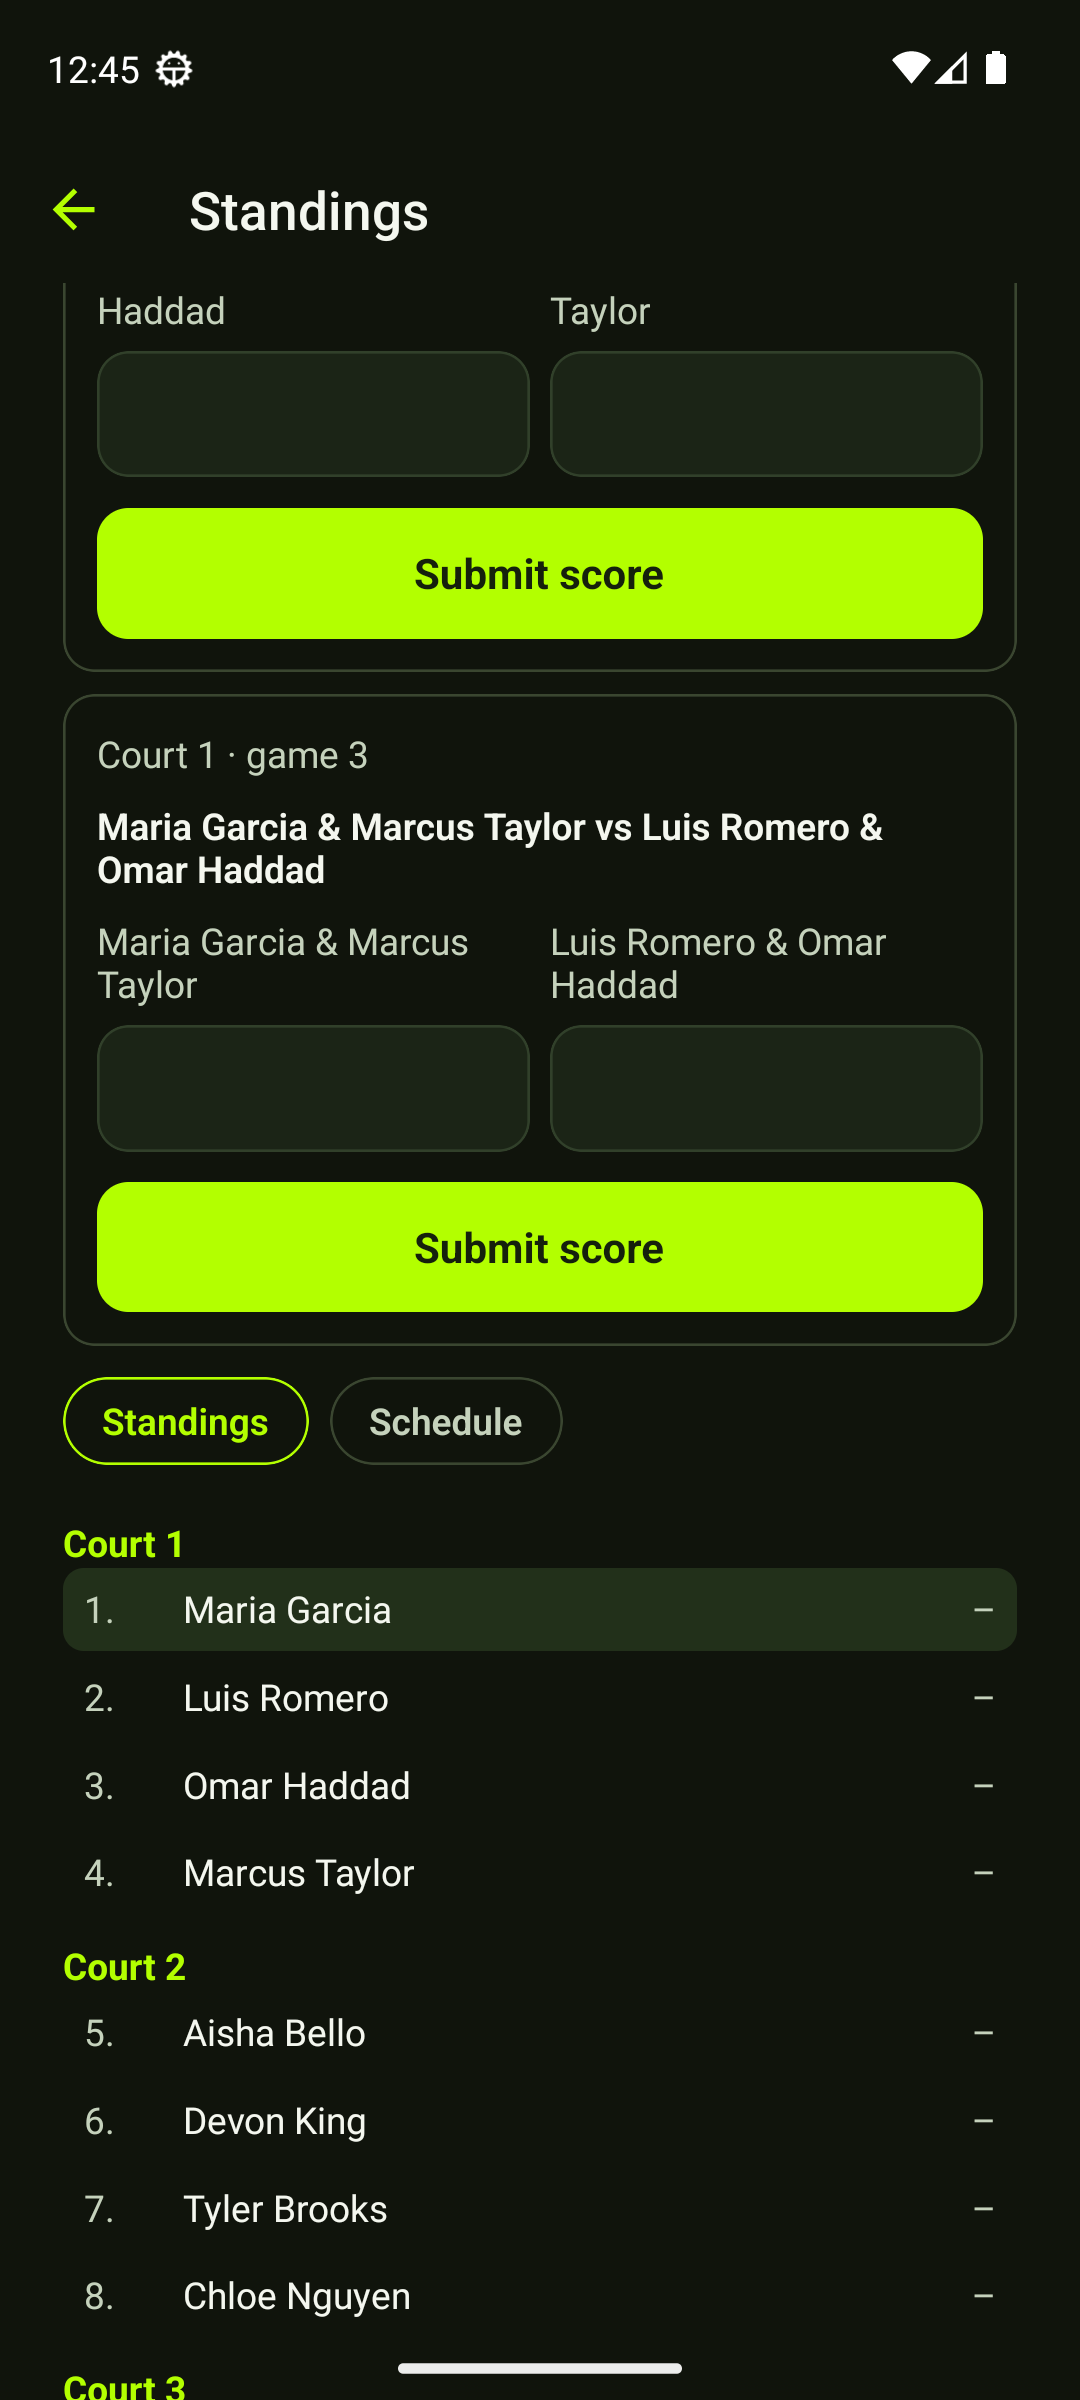 12:45
Standings
Haddad
Taylor
Submit score
Court 1 · game 3
Maria Garcia & Marcus Taylor vs Luis Romero &
Omar Haddad
Maria Garcia & Marcus
Taylor
Luis Romero & Omar
Haddad
Submit score
Standings
Schedule
Court 1
1. Maria Garcia –
2. Luis Romero –
3. Omar Haddad –
4. Marcus Taylor –
Court 2
5. Aisha Bello –
6. Devon King –
7. Tyler Brooks –
8. Chloe Nguyen –
Court 3